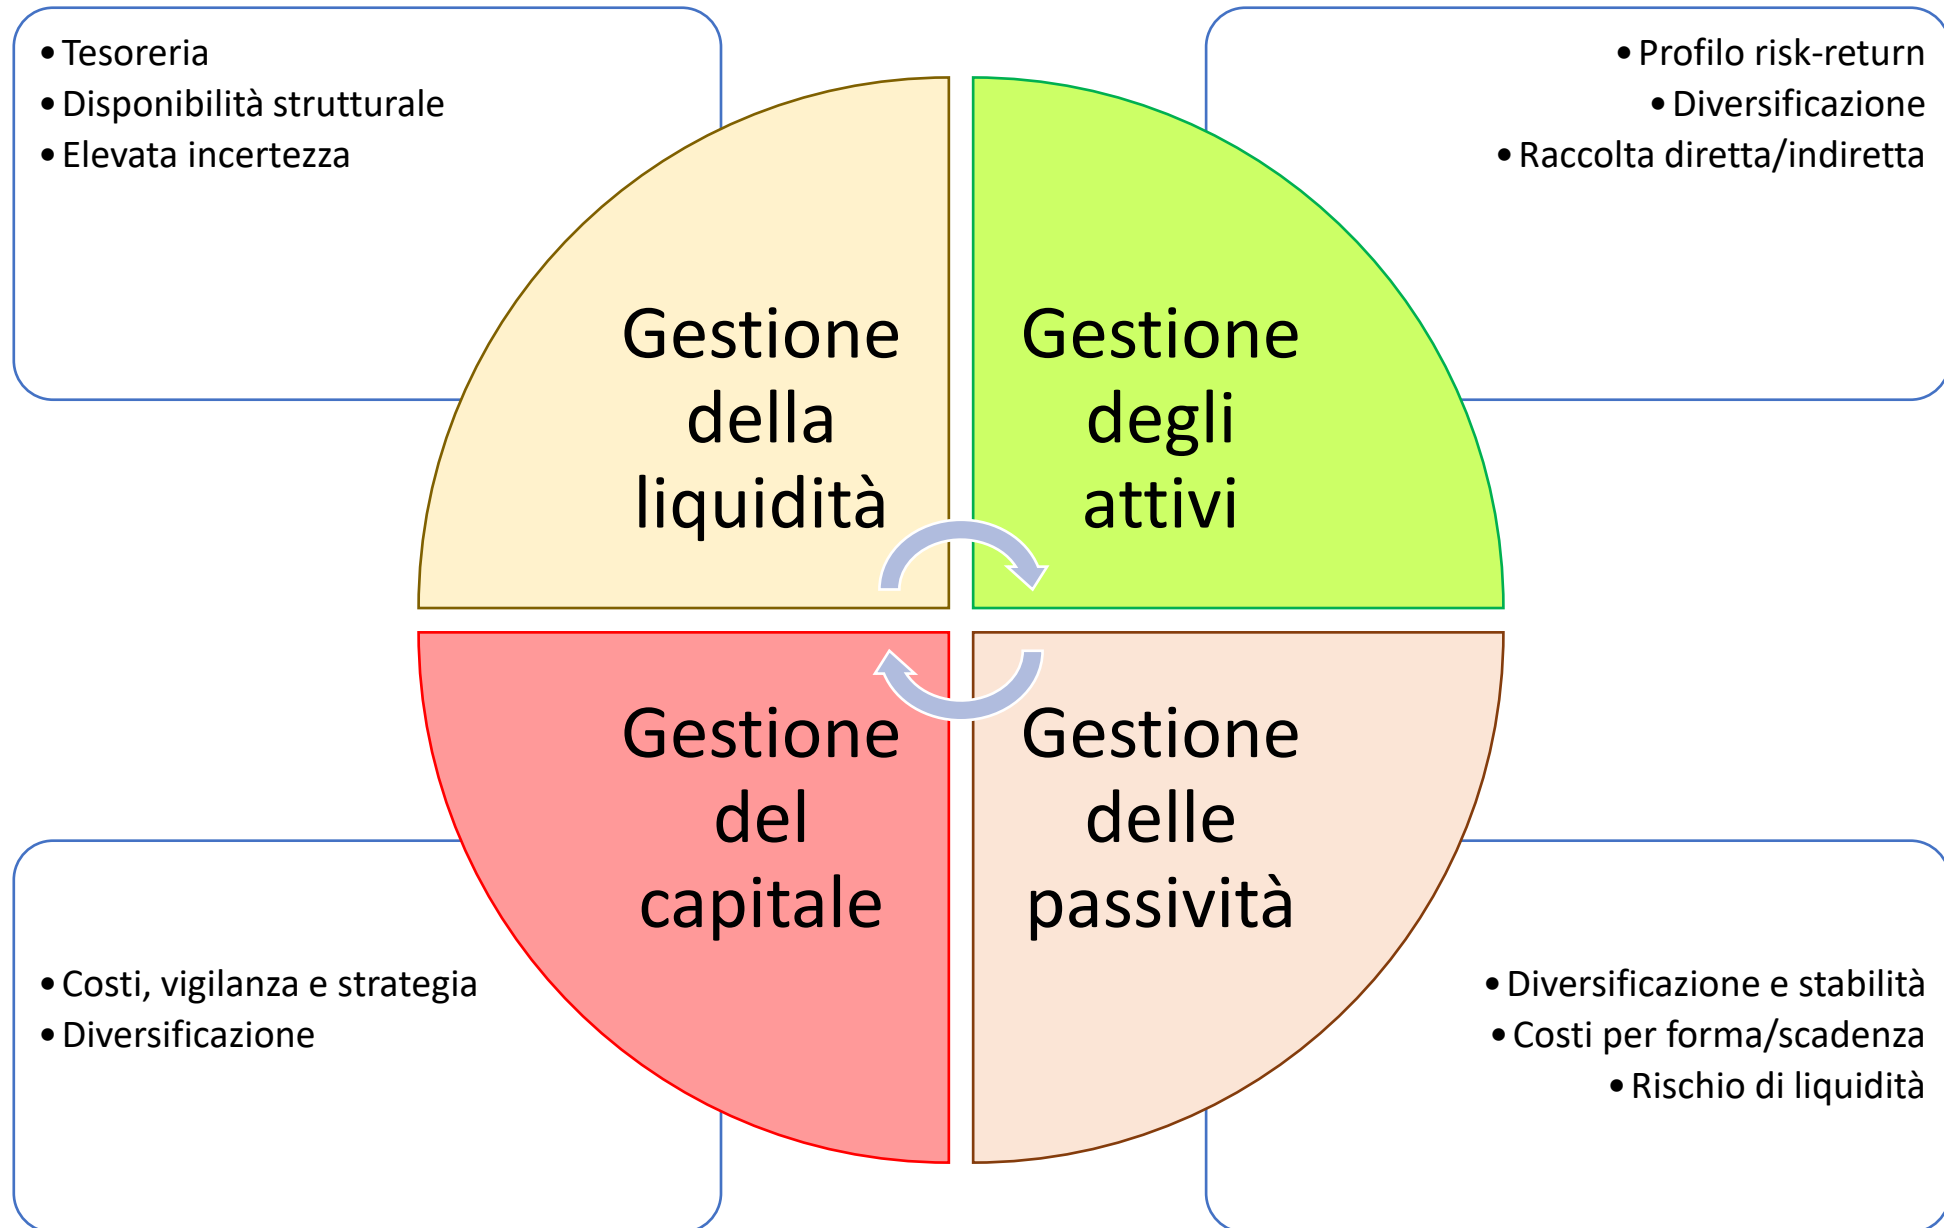 • Tesoreria
• Disponibilità strutturale
• Elevata incertezza
• Profilo risk-return
• Diversificazione
• Raccolta diretta/indiretta
Gestione
della
liquidità
Gestione
degli
attivi
Gestione
del
capitale
Gestione
delle
passività
• Costi, vigilanza e strategia
• Diversificazione
• Diversificazione e stabilità
• Costi per forma/scadenza
• Rischio di liquidità